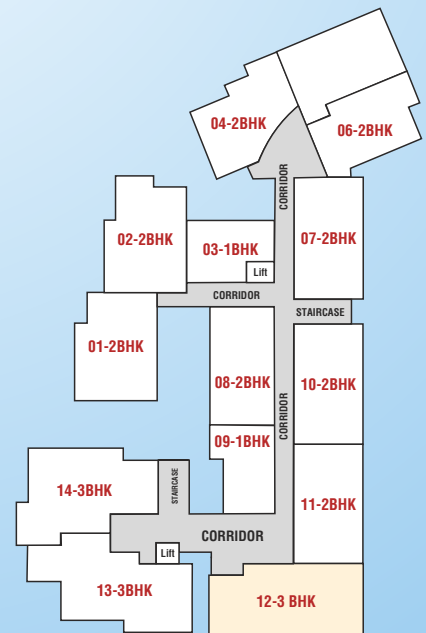 04-2BHK
06-2BHK
CORRIDOR
02-2BHK
03-1BHK
07-2BHK
Lift
CORRIDOR
STAIRCASE
01-2BHK
08-2BHK
10-2BHK
CORRIDOR
09-1BHK
STAIRCASE
14-3BHK
11-2BHK
CORRIDOR
Lift
13-3BHK
12-3 BHK